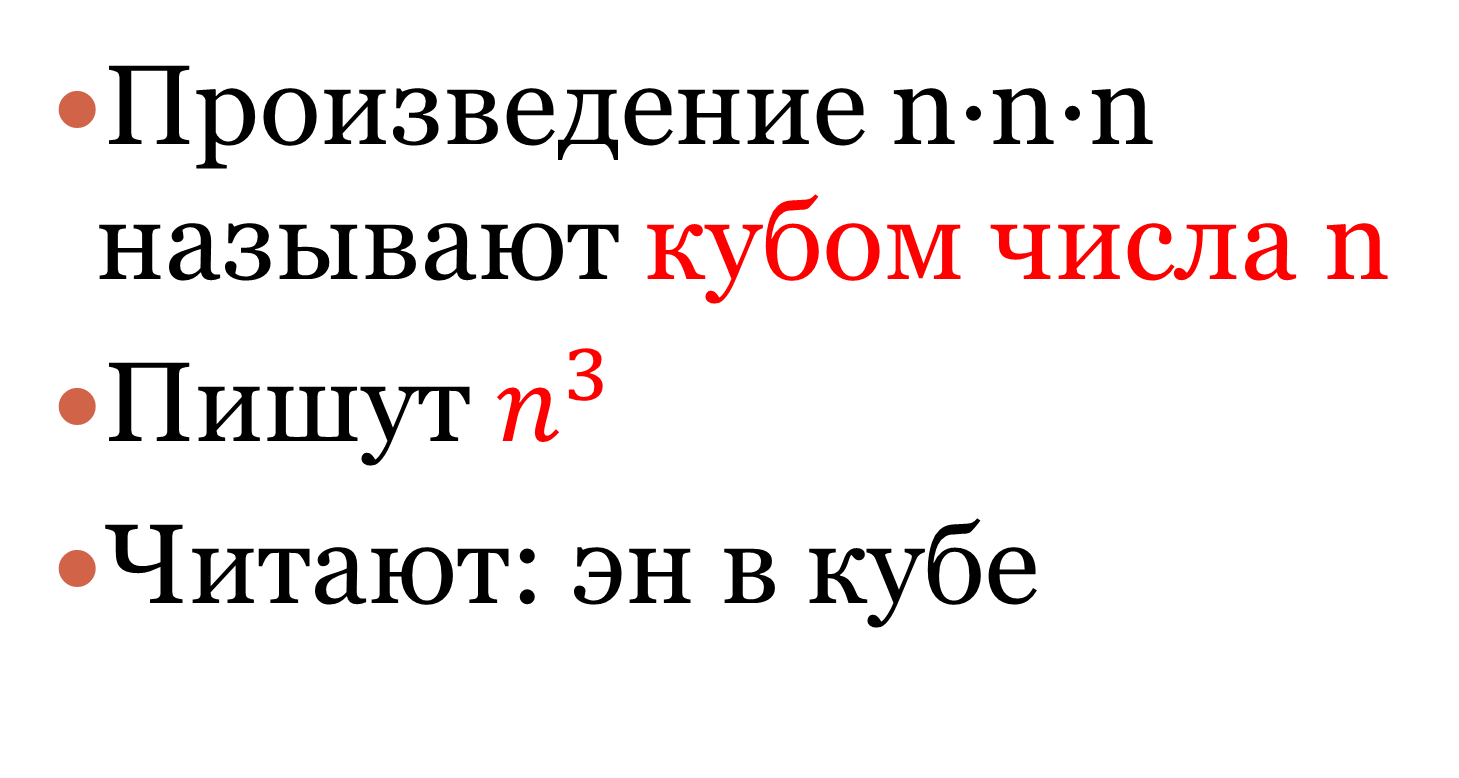 •Произведение n·n·n
называют кубом числа n
•Пишут n³
•Читают: эн в кубе